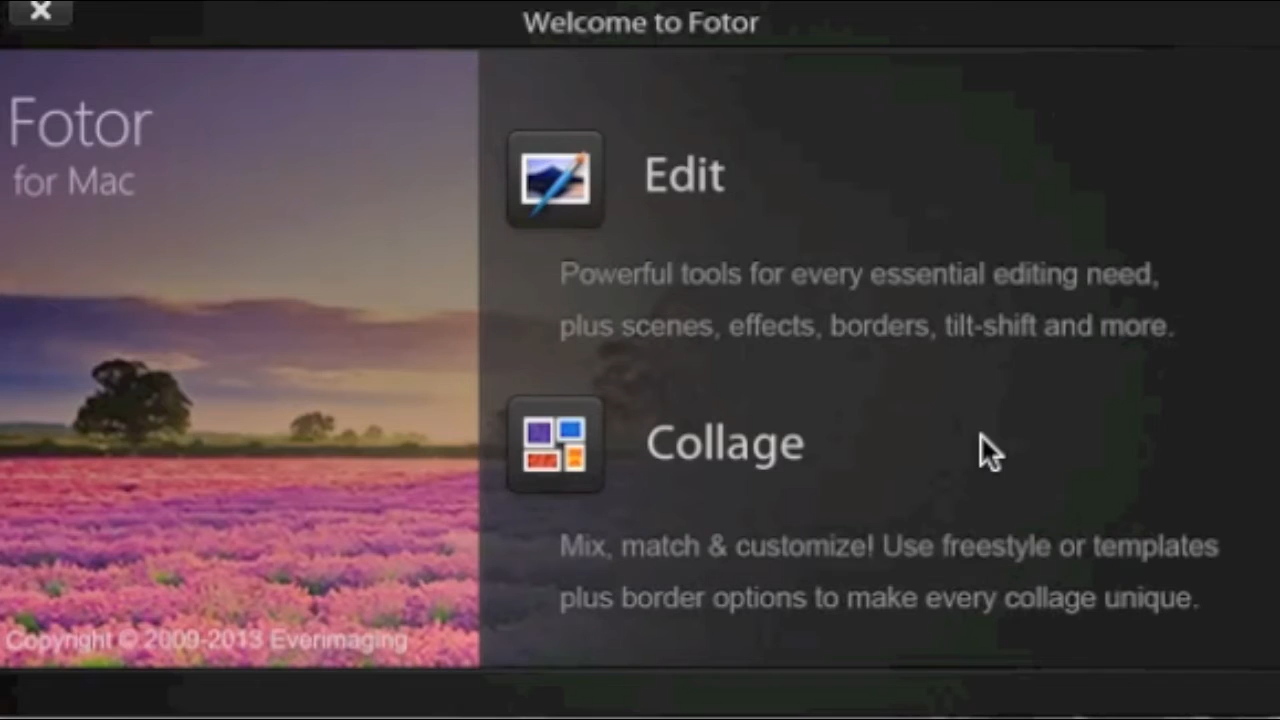 Welcome to Fotor
Fotor
for Mac
Edit
Powerful tools for every essential editing need,
plus scenes, effects, borders, tilt-shift and more.
Collage
Mix, match & customize! Use freestyle or templates
plus border options to make every collage unique.
Copyright © 2009-2013 Everimaging